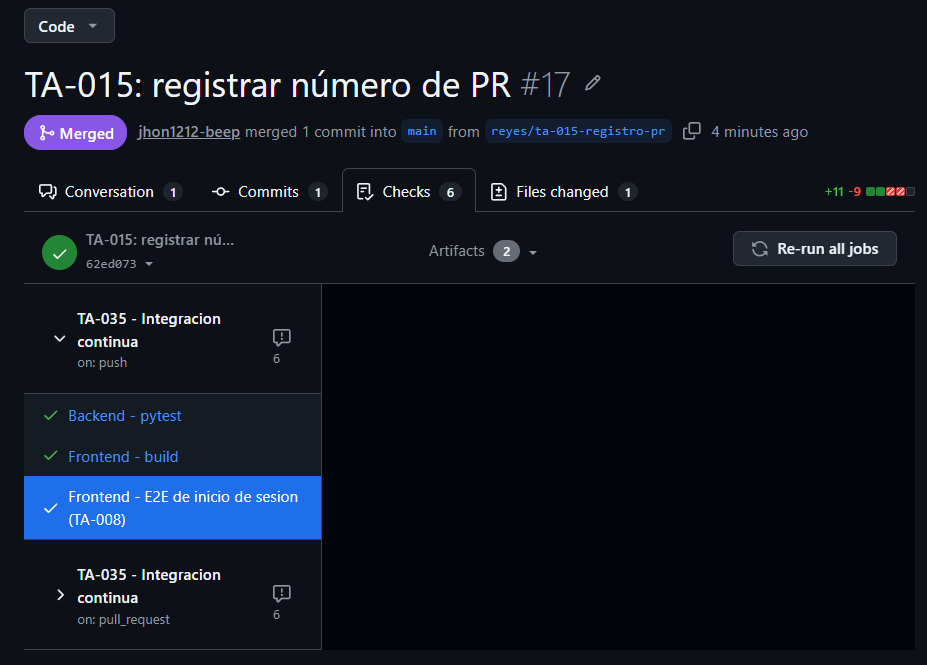 Code
TA-015: registrar número de PR #17
Merged jhon1212-beep merged 1 commit into main from reyes/ta-015-registro-pr 4 minutes ago
Conversation 1 Commits 1 Checks 6 Files changed 1 +11 -9
TA-015: registrar nú...
62ed073
Artifacts 2
Re-run all jobs
TA-035 - Integracion
continua
on: push
6
Backend - pytest
Frontend - build
Frontend - E2E de inicio de sesion
(TA-008)
TA-035 - Integracion
continua
on: pull_request
6